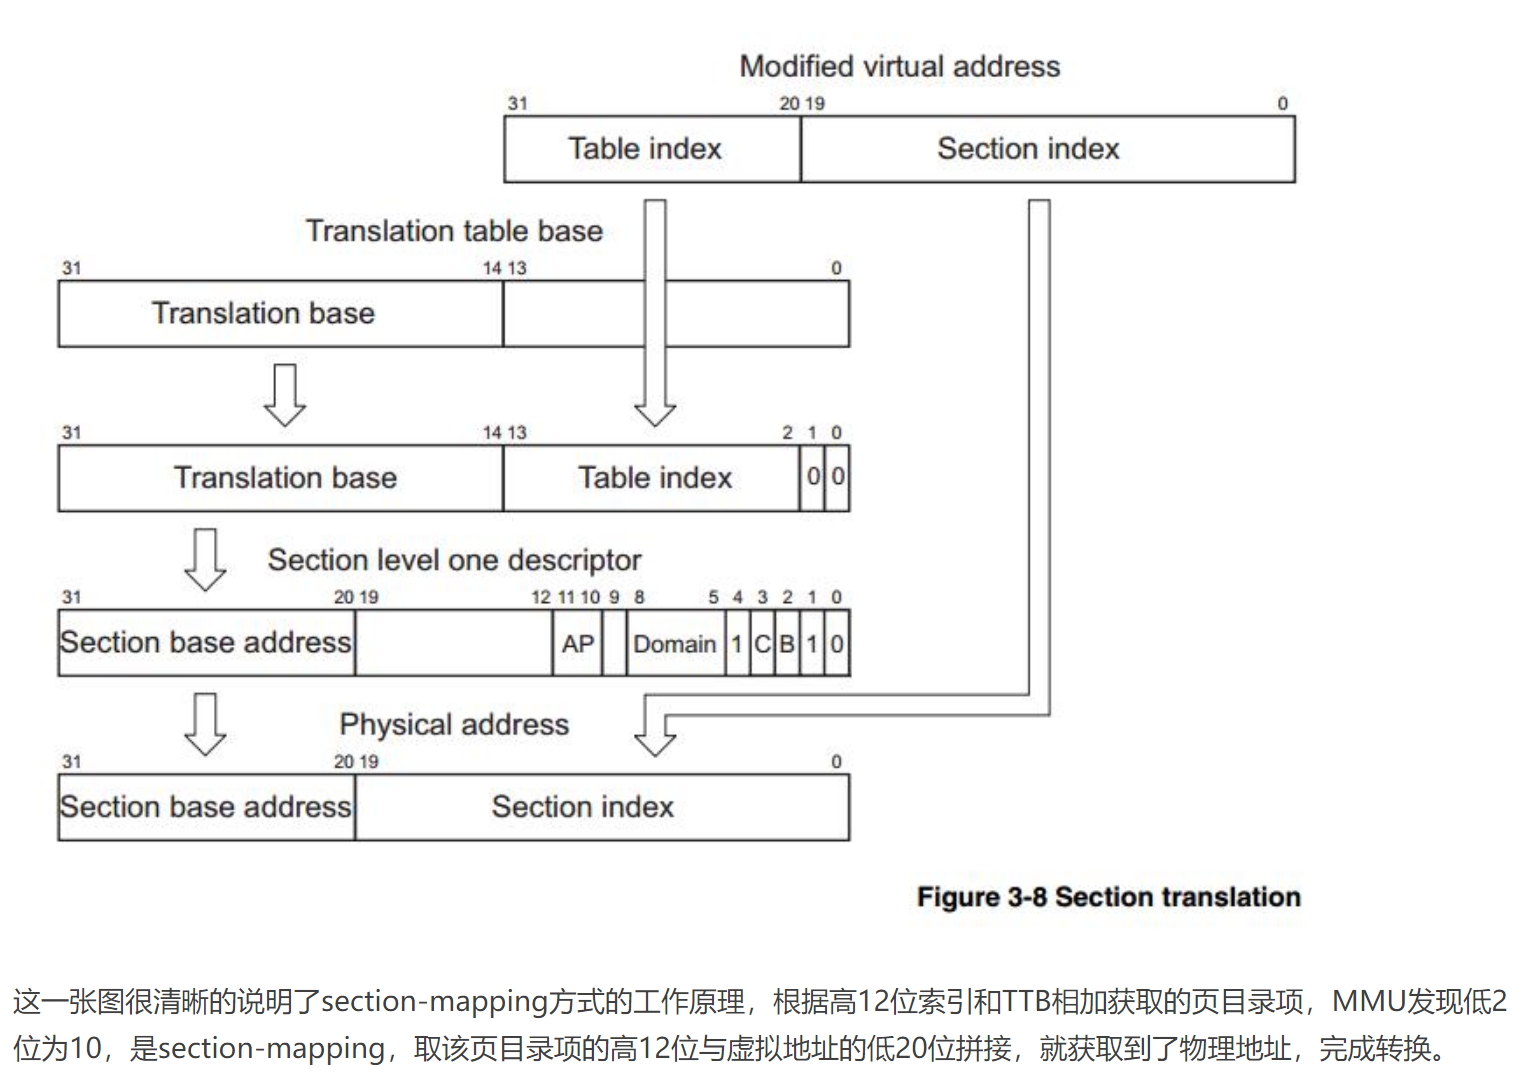 Modified virtual address
31 20 19 0
Table index Section index
Translation table base
31 14 13 0
Translation base
31 14 13 2 1 0
Translation base Table index 0 0
Section level one descriptor
31 20 19 12 11 10 9 8 5 4 3 2 1 0
Section base address AP Domain 1 C B 1 0
Physical address
31 20 19 0
Section base address Section index
Figure 3-8 Section translation
这一张图很清晰的说明了section-mapping方式的工作原理，根据高12位索引和TTB相加获取的页目录项，MMU发现低2
位为10，是section-mapping，取该页目录项的高12位与虚拟地址的低20位拼接，就获取到了物理地址，完成转换。